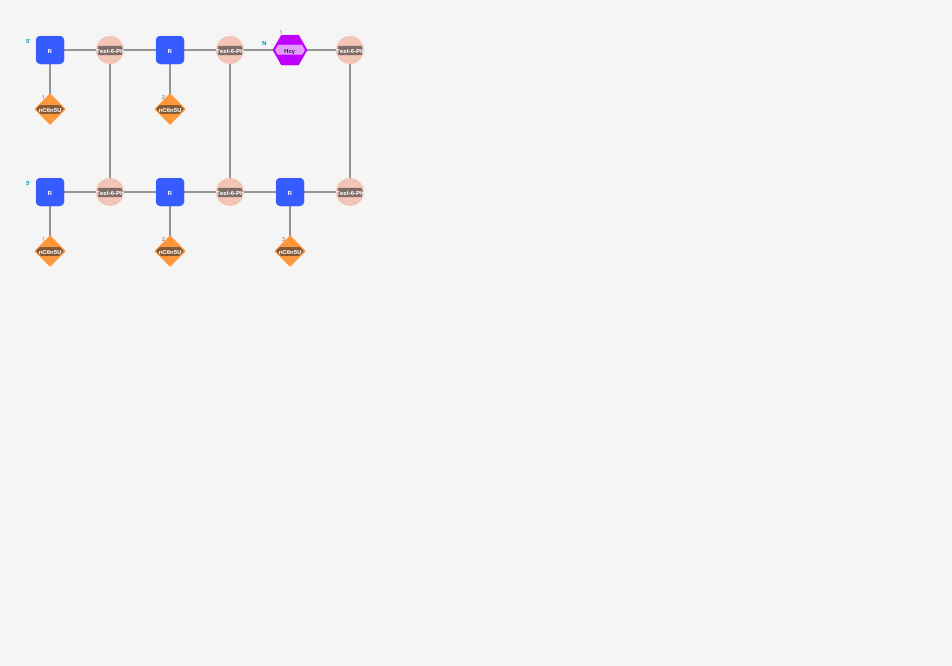 5' R Test-6-Ph R Test-6-Ph N Hcy Test-6-Ph
1 nC6n5U 2 nC6n5U
5' R Test-6-Ph R Test-6-Ph R Test-6-Ph
1 nC6n5U 2 nC6n5U 3 nC6n5U